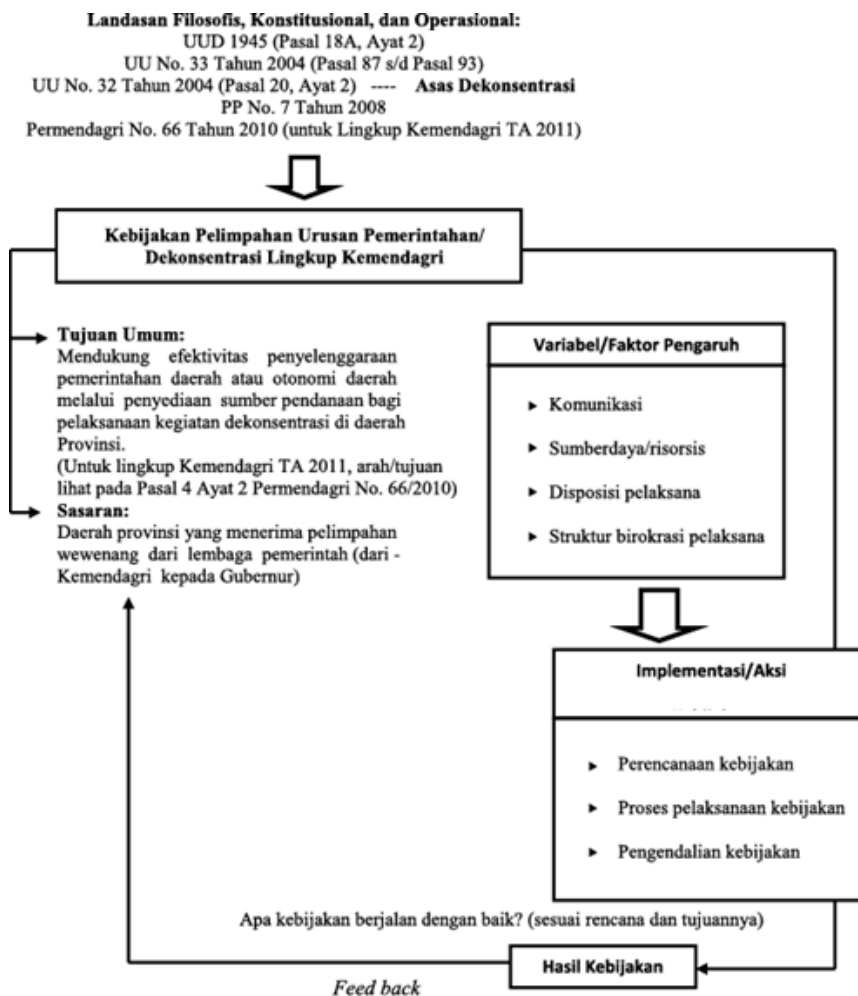 Landasan Filosofis, Konstitusional, dan Operasional:
UUD 1945 (Pasal 18A, Ayat 2)
UU No. 33 Tahun 2004 (Pasal 87 s/d Pasal 93)
UU No. 32 Tahun 2004 (Pasal 20, Ayat 2) ---- Asas Dekonsentrasi
PP No. 7 Tahun 2008
Permendagri No. 66 Tahun 2010 (untuk Lingkup Kemendagri TA 2011)
Kebijakan Pelimpahan Urusan Pemerintahan/
Dekonsentrasi Lingkup Kemendagri
Tujuan Umum:
Mendukung efektivitas penyelenggaraan
pemerintahan daerah atau otonomi daerah
melalui penyediaan sumber pendanaan bagi
pelaksanaan kegiatan dekonsentrasi di daerah
Provinsi.
(Untuk lingkup Kemendagri TA 2011, arah/tujuan
lihat pada Pasal 4 Ayat 2 Permendagri No. 66/2010)
Sasaran:
Daerah provinsi yang menerima pelimpahan
wewenang dari lembaga pemerintah (dari -
Kemendagri kepada Gubernur)
Variabel/Faktor Pengaruh
Komunikasi
Sumberdaya/risorsis
Disposisi pelaksana
Struktur birokrasi pelaksana
Implementasi/Aksi
Perencanaan kebijakan
Proses pelaksanaan kebijakan
Pengendalian kebijakan
Apa kebijakan berjalan dengan baik? (sesuai rencana dan tujuannya)
Hasil Kebijakan
Feed back